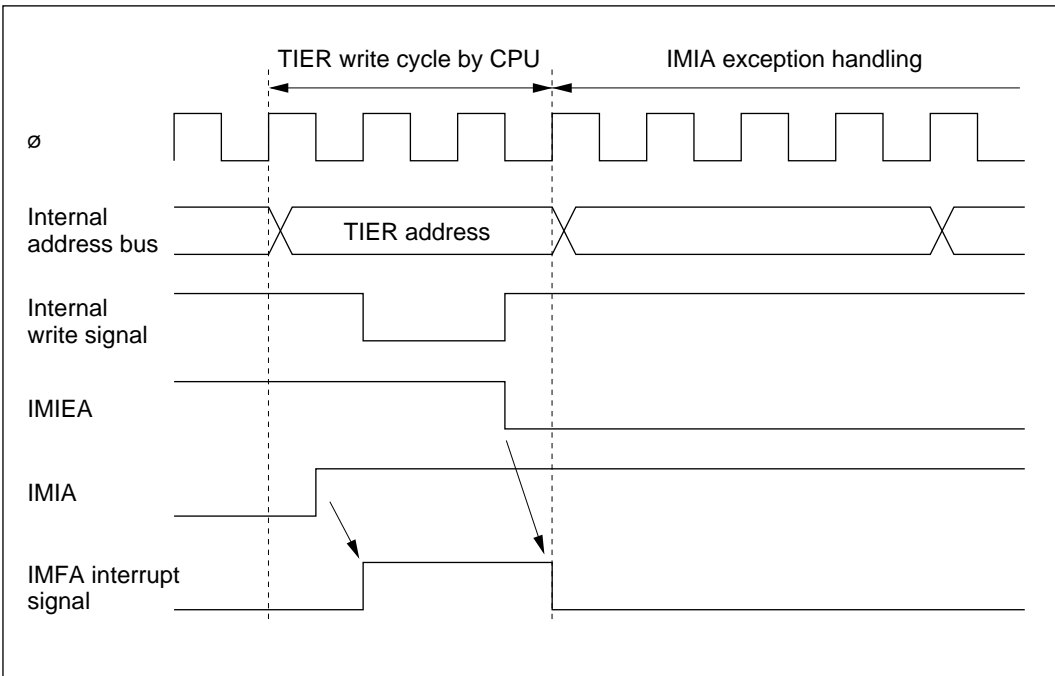 TIER write cycle by CPU
IMIA exception handling
ø
Internal
address bus
TIER address
Internal
write signal
IMIEA
IMIA
IMFA interrupt
signal